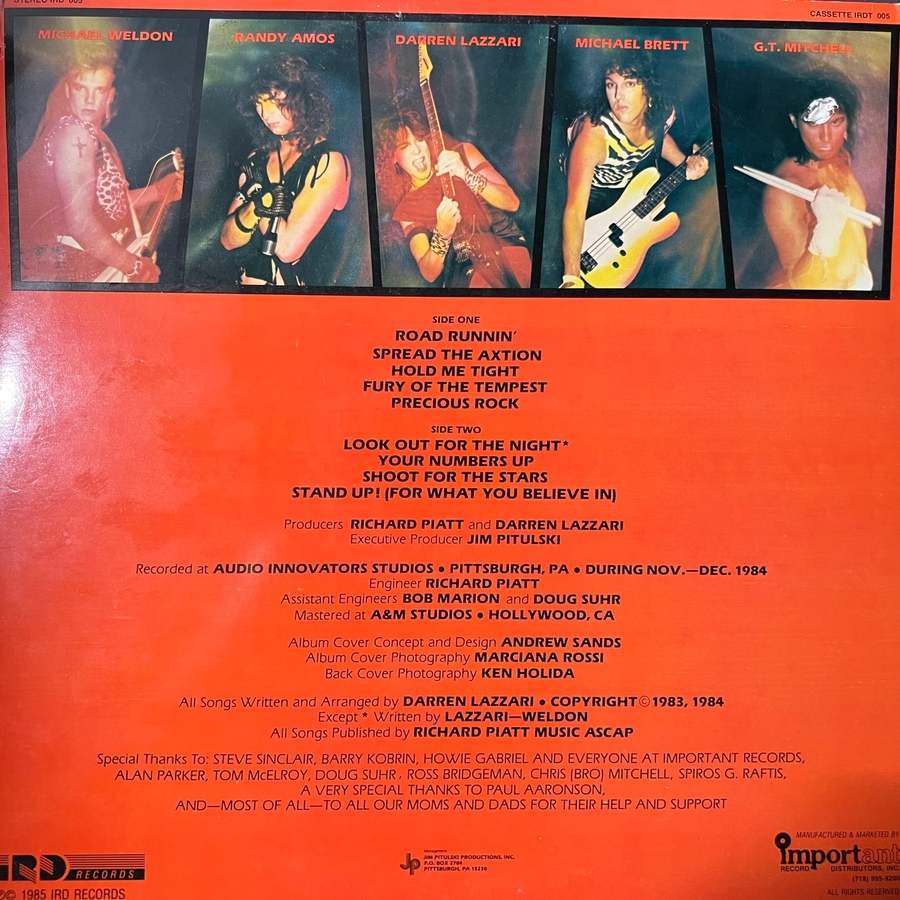 STEREO IRD 005
CASSETTE IRDT 005
MICHAEL WELDON
RANDY AMOS
DARREN LAZZARI
MICHAEL BRETT
G.T. MITCHELL
SIDE ONE
ROAD RUNNIN'
SPREAD THE AXTION
HOLD ME TIGHT
FURY OF THE TEMPEST
PRECIOUS ROCK
SIDE TWO
LOOK OUT FOR THE NIGHT*
YOUR NUMBERS UP
SHOOT FOR THE STARS
STAND UP! (FOR WHAT YOU BELIEVE IN)
Producers RICHARD PIATT and DARREN LAZZARI
Executive Producer JIM PITULSKI
Recorded at AUDIO INNOVATORS STUDIOS • PITTSBURGH, PA • DURING NOV.—DEC. 1984
Engineer RICHARD PIATT
Assistant Engineers BOB MARION and DOUG SUHR
Mastered at A&M STUDIOS • HOLLYWOOD, CA
Album Cover Concept and Design ANDREW SANDS
Album Cover Photography MARCIANA ROSSI
Back Cover Photography KEN HOLIDA
All Songs Written and Arranged by DARREN LAZZARI • COPYRIGHT © 1983, 1984
Except * Written by LAZZARI—WELDON
All Songs Published by RICHARD PIATT MUSIC ASCAP
Special Thanks To: STEVE SINCLAIR, BARRY KOBRIN, HOWIE GABRIEL AND EVERYONE AT IMPORTANT RECORDS,
ALAN PARKER, TOM McELROY, DOUG SUHR, ROSS BRIDGEMAN, CHRIS (BRO) MITCHELL, SPIROS G. RAFTIS,
A VERY SPECIAL THANKS TO PAUL AARONSON,
AND—MOST OF ALL—TO ALL OUR MOMS AND DADS FOR THEIR HELP AND SUPPORT
IRD
RECORDS
℗© 1985 IRD RECORDS
JP
Management
JIM PITULSKI PRODUCTIONS, INC.
P.O. BOX 2704
PITTSBURGH, PA 15230
MANUFACTURED & MARKETED BY
important
RECORD DISTRIBUTORS, INC.
(718) 995-9200
ALL RIGHTS RESERVED